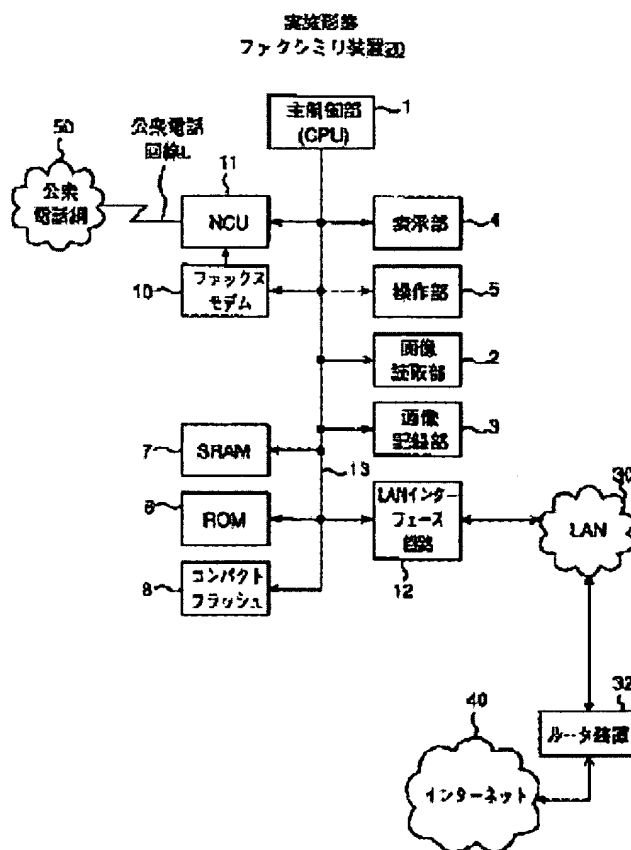 実施形態
ファクシミリ装置20
主制御部
(CPU)
1
50
公衆電話
回線L
11
公衆
電話網
NCU
表示部
4
10
ファックス
モデム
操作部
5
画像
読取部
2
画像
記録部
3
7
SRAM
13
6
ROM
LANインター
フェース
回路
12
30
LAN
8
コンパクト
フラッシュ
32
ルータ装置
40
インターネット